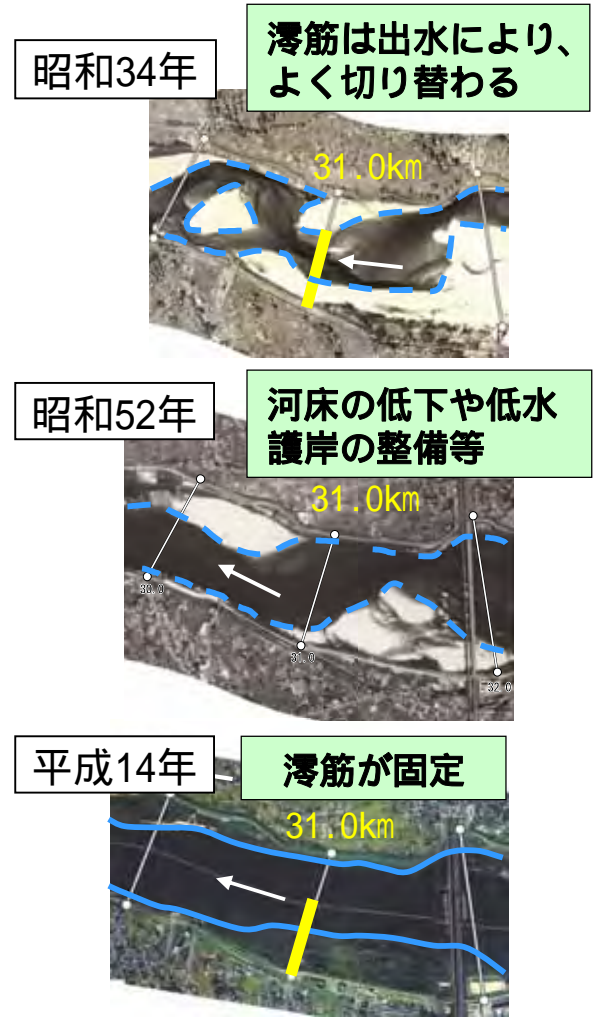 昭和34年
澪筋は出水により、
よく切り替わる
31.0km
昭和52年
河床の低下や低水
護岸の整備等
31.0km
30.0
31.0
32.0
平成14年
澪筋が固定
31.0km